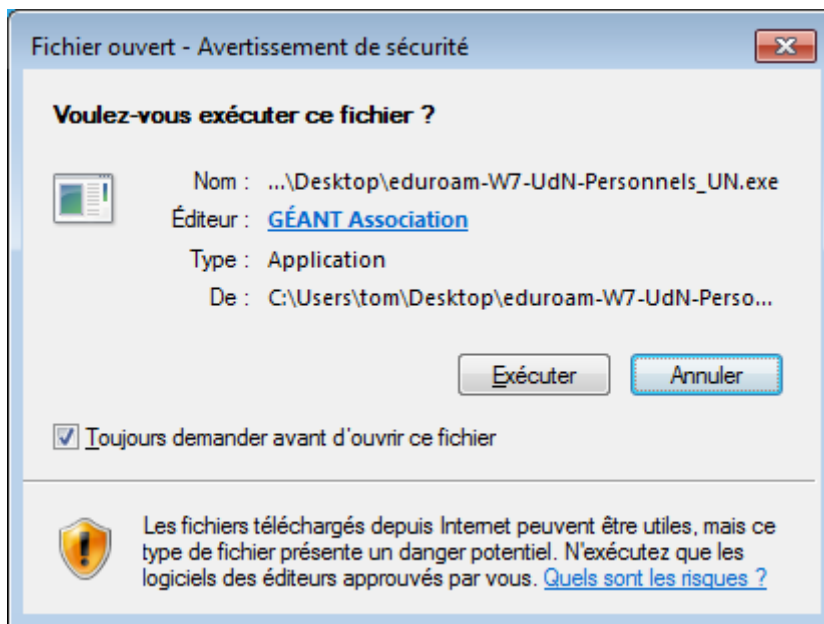 Fichier ouvert - Avertissement de sécurité
Voulez-vous exécuter ce fichier ?
Nom : ...\Desktop\eduroam-W7-UdN-Personnels_UN.exe
Éditeur : GÉANT Association
Type : Application
De : C:\Users\tom\Desktop\eduroam-W7-UdN-Perso...
Exécuter Annuler
Toujours demander avant d'ouvrir ce fichier
Les fichiers téléchargés depuis Internet peuvent être utiles, mais ce
type de fichier présente un danger potentiel. N'exécutez que les
logiciels des éditeurs approuvés par vous. Quels sont les risques ?